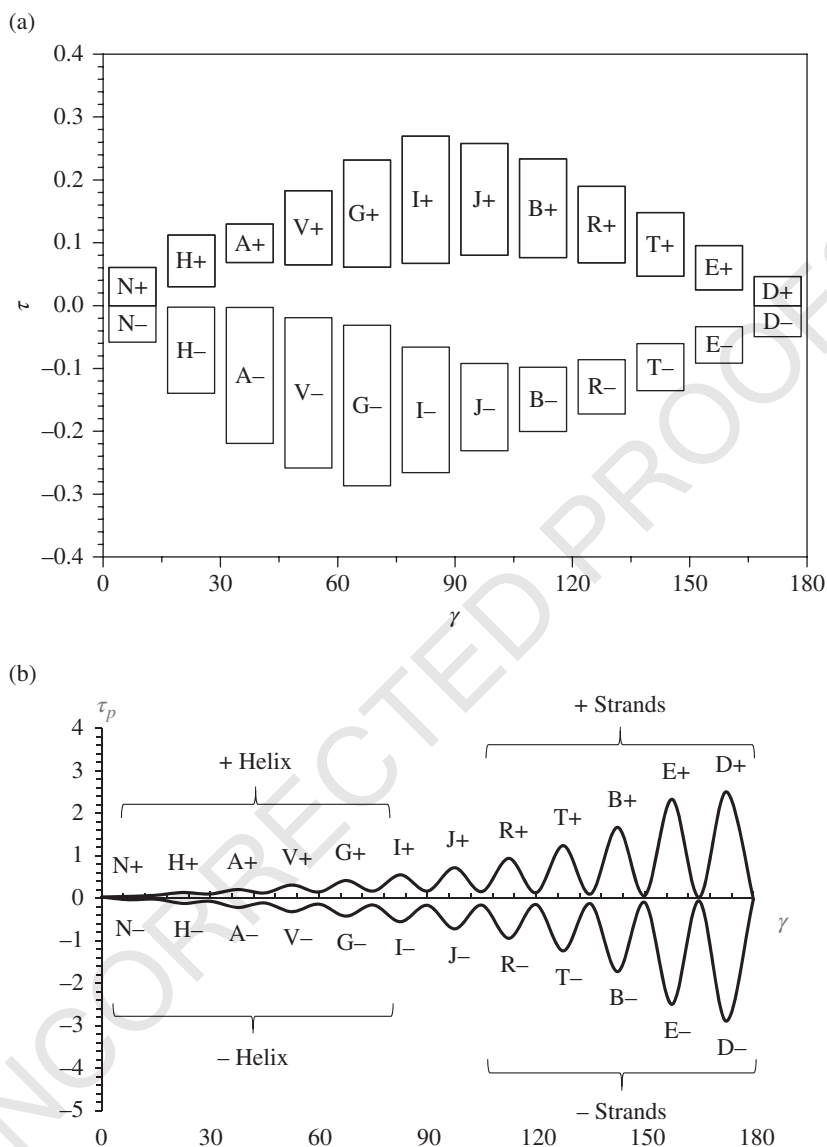 (a)
0.4
0.3
0.2
0.1
0.0
–0.1
–0.2
–0.3
–0.4
τ
N+ H+ A+ V+ G+ I+ J+ B+ R+ T+ E+ D+
N– H– A– V– G– I– J– B– R– T– E– D–
0 30 60 90 120 150 180
γ
(b)
τp
4
3
2
1
0
–1
–2
–3
–4
–5
+ Helix
+ Strands
N+ H+ A+ V+ G+ I+ J+ R+ T+ B+ E+ D+
γ
N– H– A– V– G– I– J– R– T– B– E– D–
– Helix
– Strands
0 30 60 90 120 150 180
UNCORRECTED PROOFS